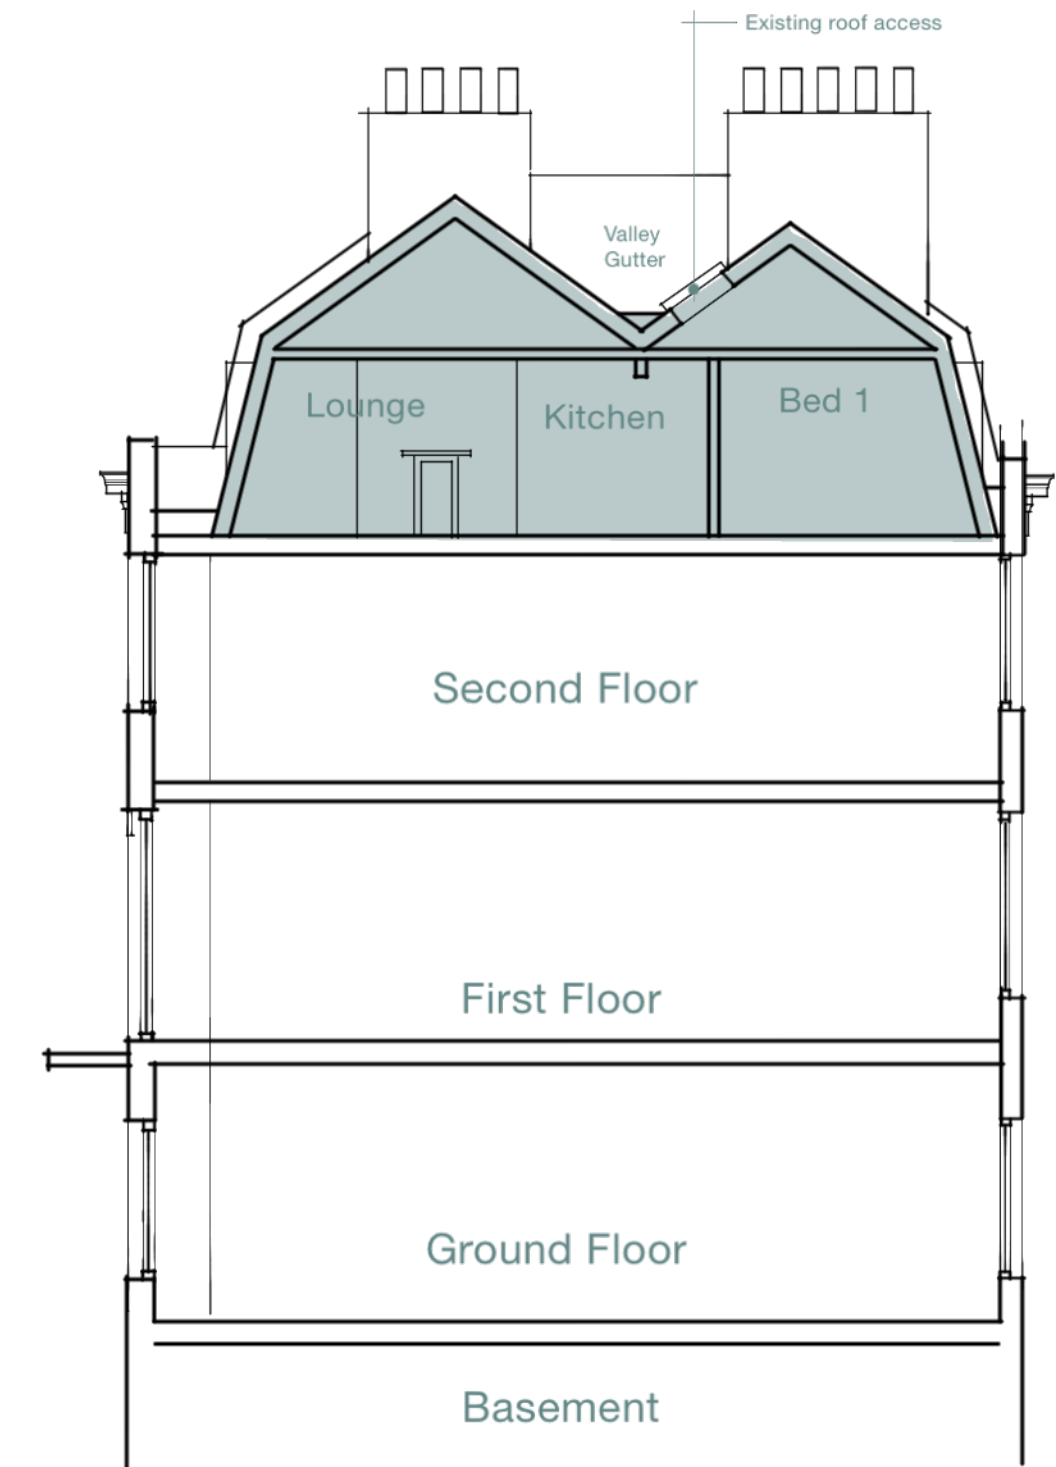 Existing roof access
Valley
Gutter
Lounge
Kitchen
Bed 1
Second Floor
First Floor
Ground Floor
Basement